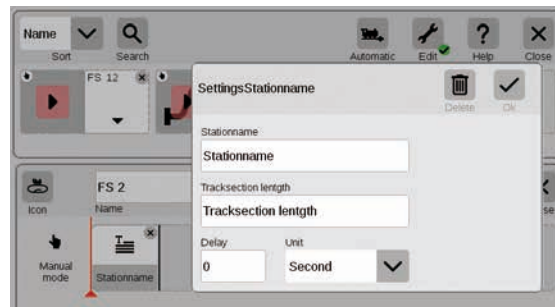 Name
Sort
Search
Automatic
Edit
Help
Close
FS 12
SettingsStationname
Delete
Ok
Stationname
Stationname
Tracksection lentgth
Tracksection lentgth
Delay
Unit
0
Second
Icon
FS 2
Name
Manual
mode
Stationname